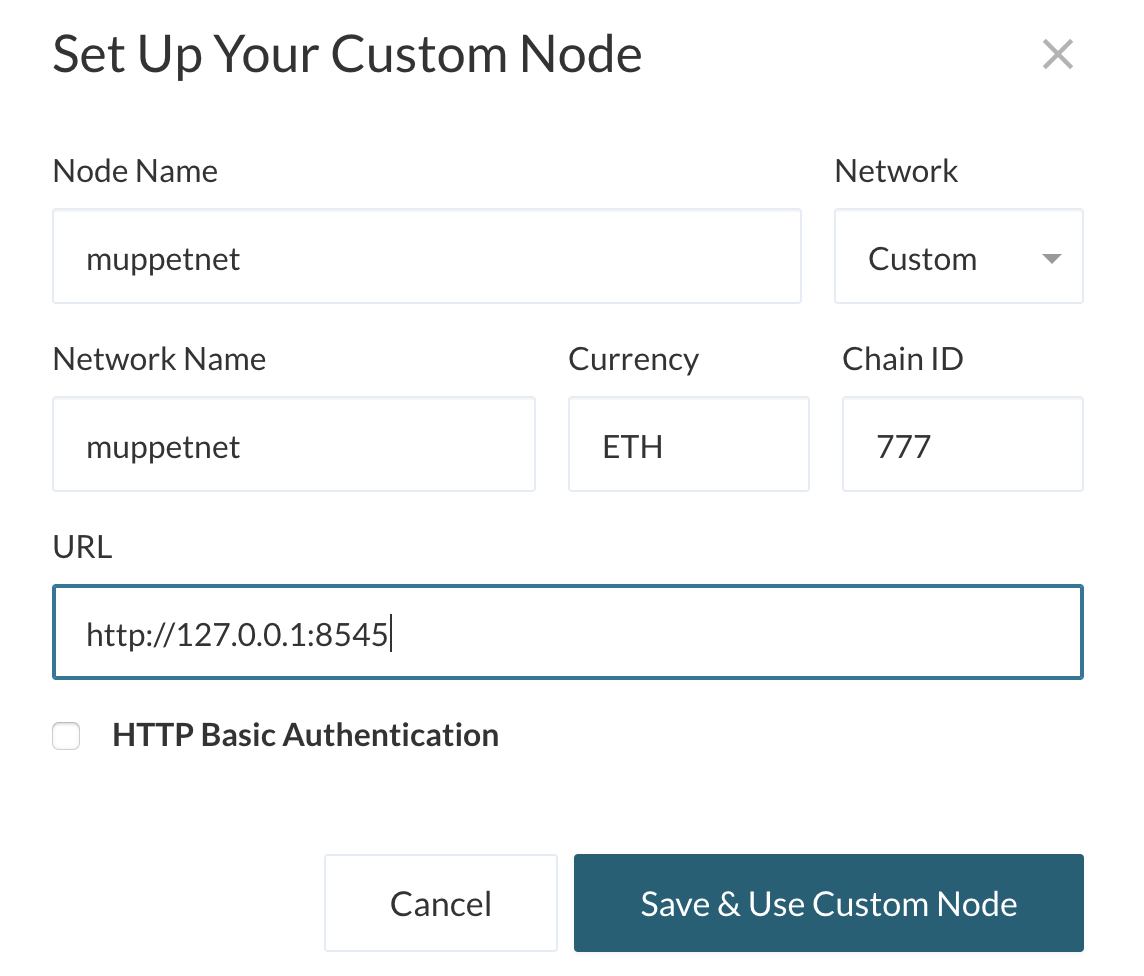 Set Up Your Custom Node
Node Name
Network
muppetnet
Custom
Network Name
Currency
Chain ID
muppetnet
ETH
777
URL
http://127.0.0.1:8545
HTTP Basic Authentication
Cancel
Save & Use Custom Node